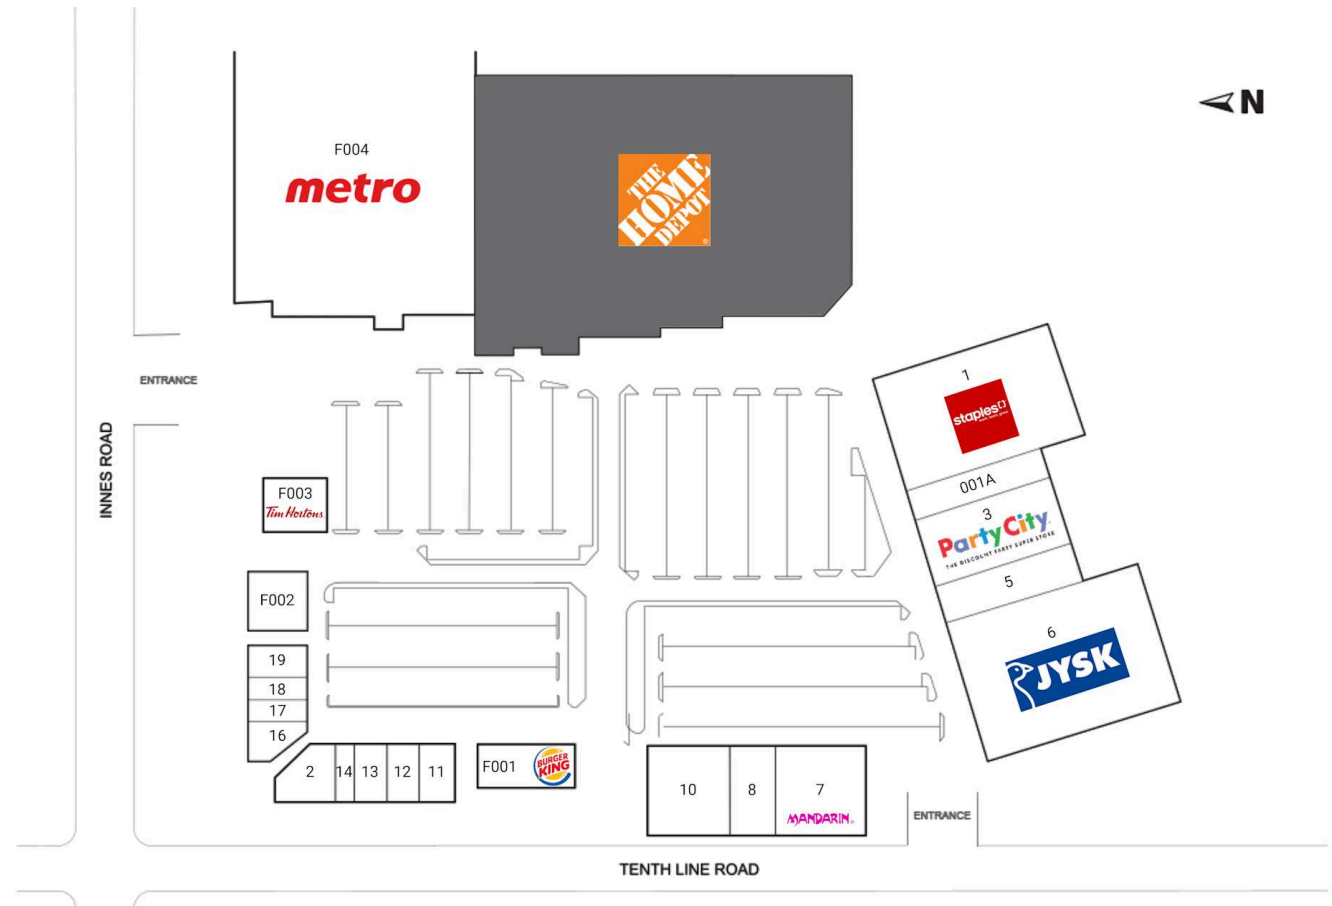 N
F004
metro
THE
HOME
DEPOT
ENTRANCE
INNES ROAD
1
staples
001A
3
Party City
THE DISCOUNT PARTY SUPER STORE
5
6
JYSK
F003
Tim Hortons
F002
19
18
17
16
2
14
13
12
11
F001
BURGER
KING
10
8
7
MANDARIN
ENTRANCE
TENTH LINE ROAD